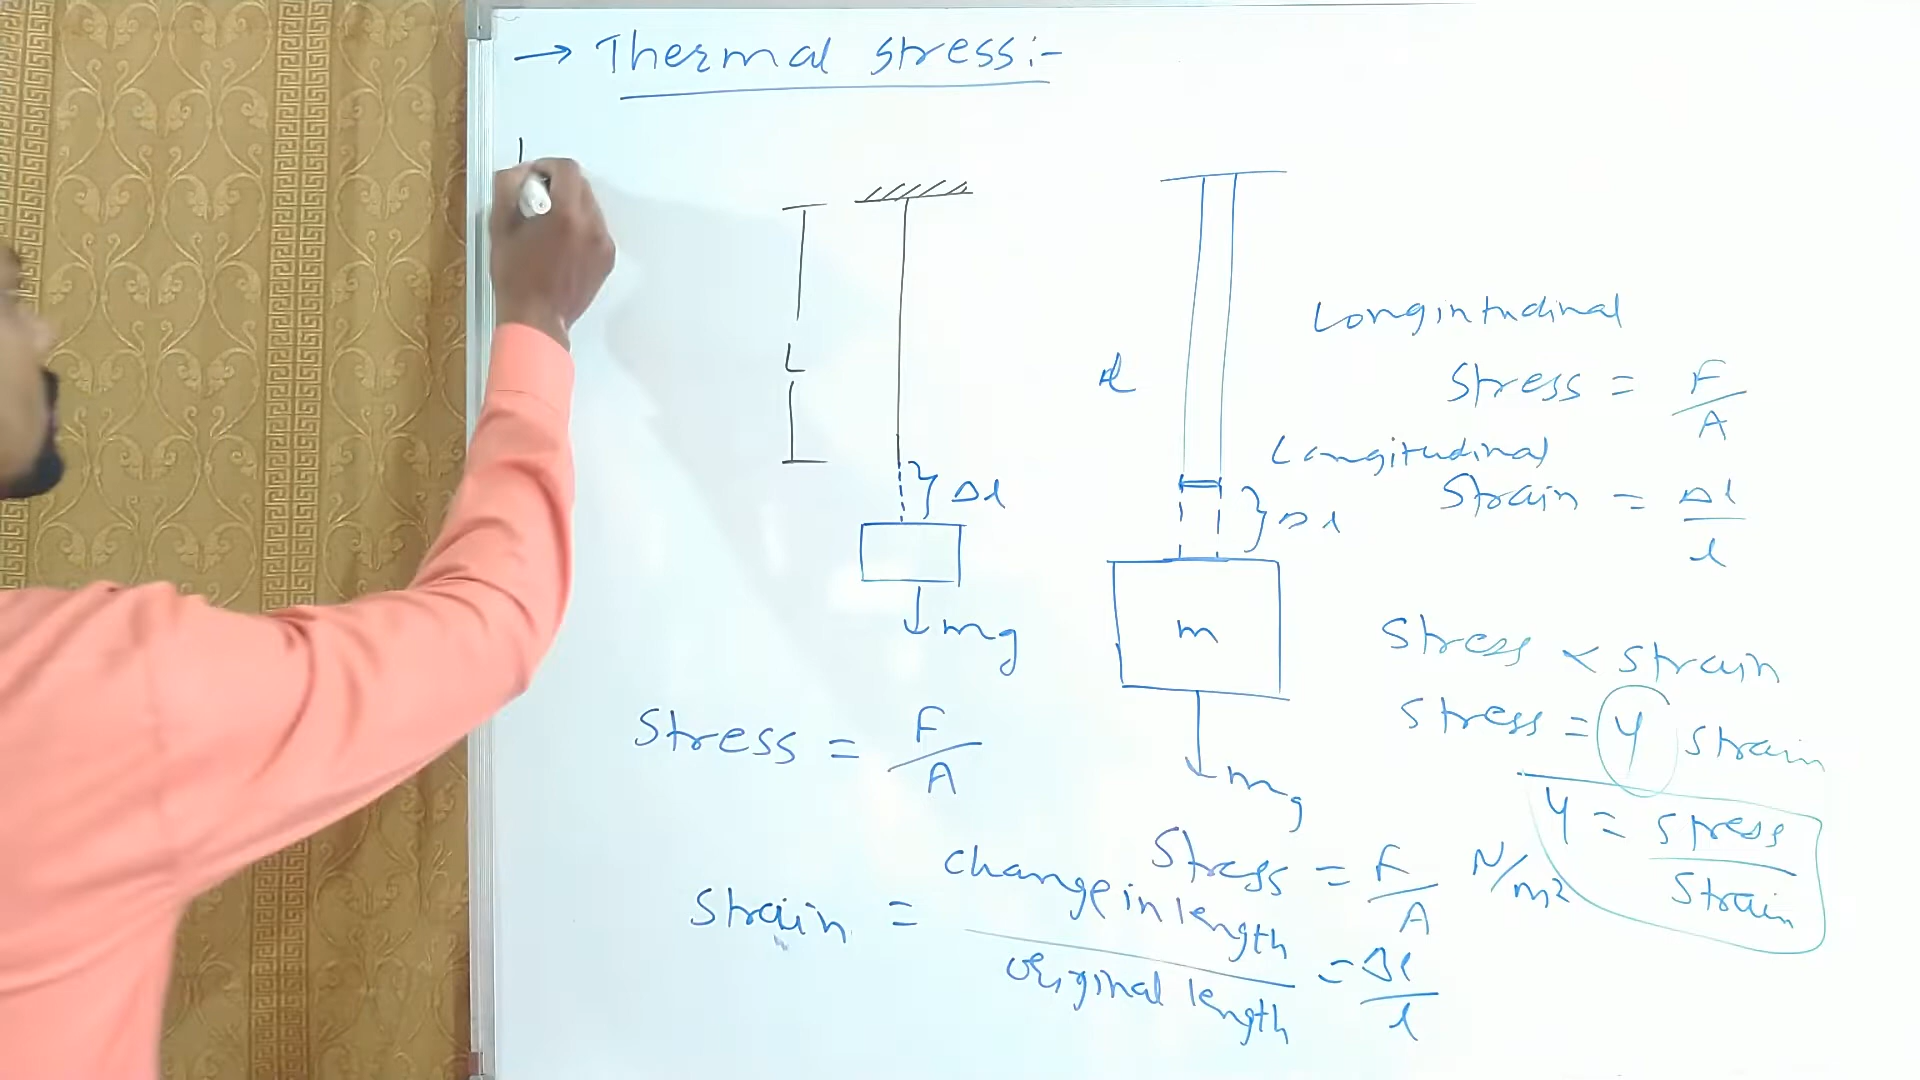 → Thermal stress:-
L
Δl
mg
Stress = F/A
Strain = change in length / original length = Δl/l
l
Δl
m
mg
Stress = F/A N/m2
Longintudinal
Stress = F/A
Longitudinal
Strain = Δl/l
Stress ∝ strain
Stress = Y strain
Y = stress/strain